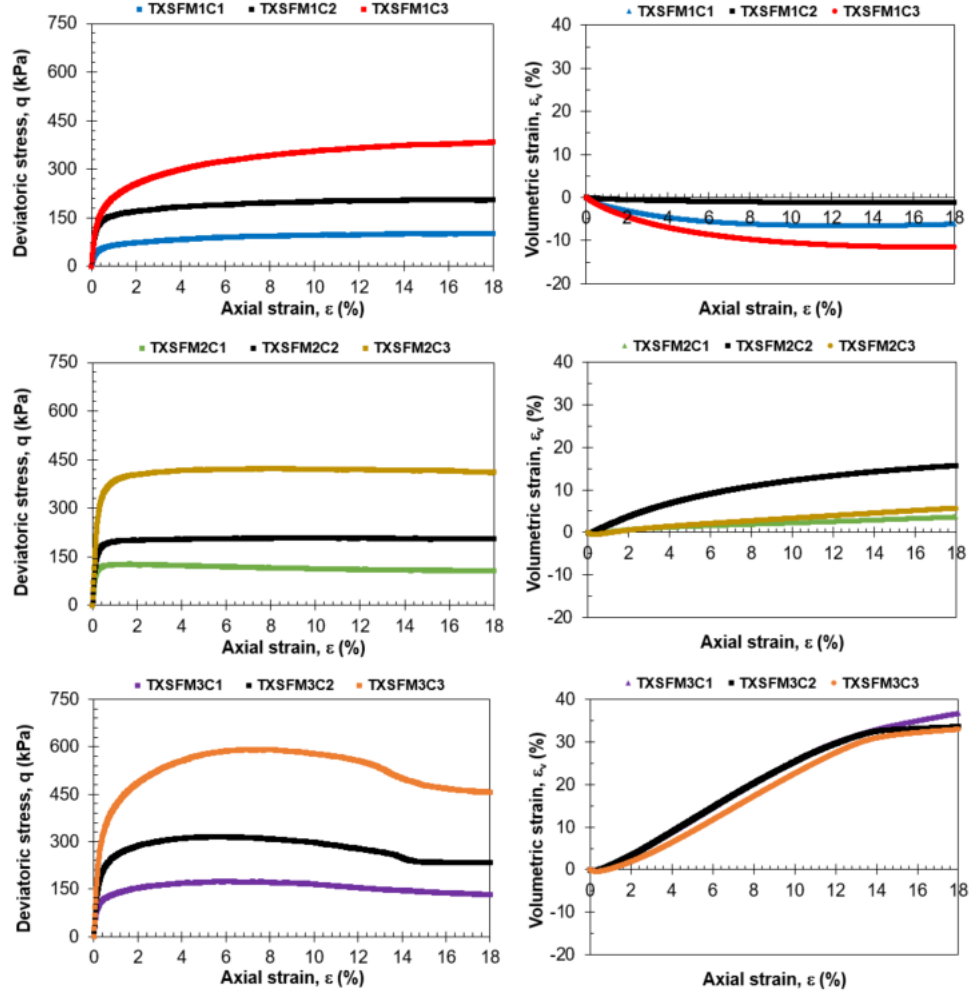 TXSFM1C1 TXSFM1C2 TXSFM1C3
750
600
450
300
150
0
Deviatoric stress, q (kPa)
0 2 4 6 8 10 12 14 16 18
Axial strain, ε (%)
TXSFM1C1 TXSFM1C2 TXSFM1C3
40
30
20
10
0
-10
-20
Volumetric strain, εv (%)
0 2 4 6 8 10 12 14 16 18
Axial strain, ε (%)
TXSFM2C1 TXSFM2C2 TXSFM2C3
750
600
450
300
150
0
Deviatoric stress, q (kPa)
0 2 4 6 8 10 12 14 16 18
Axial strain, ε (%)
TXSFM2C1 TXSFM2C2 TXSFM2C3
40
30
20
10
0
-10
-20
Volumetric strain, εv (%)
0 2 4 6 8 10 12 14 16 18
Axial strain, ε (%)
TXSFM3C1 TXSFM3C2 TXSFM3C3
750
600
450
300
150
0
Deviatoric stress, q (kPa)
0 2 4 6 8 10 12 14 16 18
Axial strain, ε (%)
TXSFM3C1 TXSFM3C2 TXSFM3C3
40
30
20
10
0
-10
-20
Volumetric strain, εv (%)
0 2 4 6 8 10 12 14 16 18
Axial strain, ε (%)